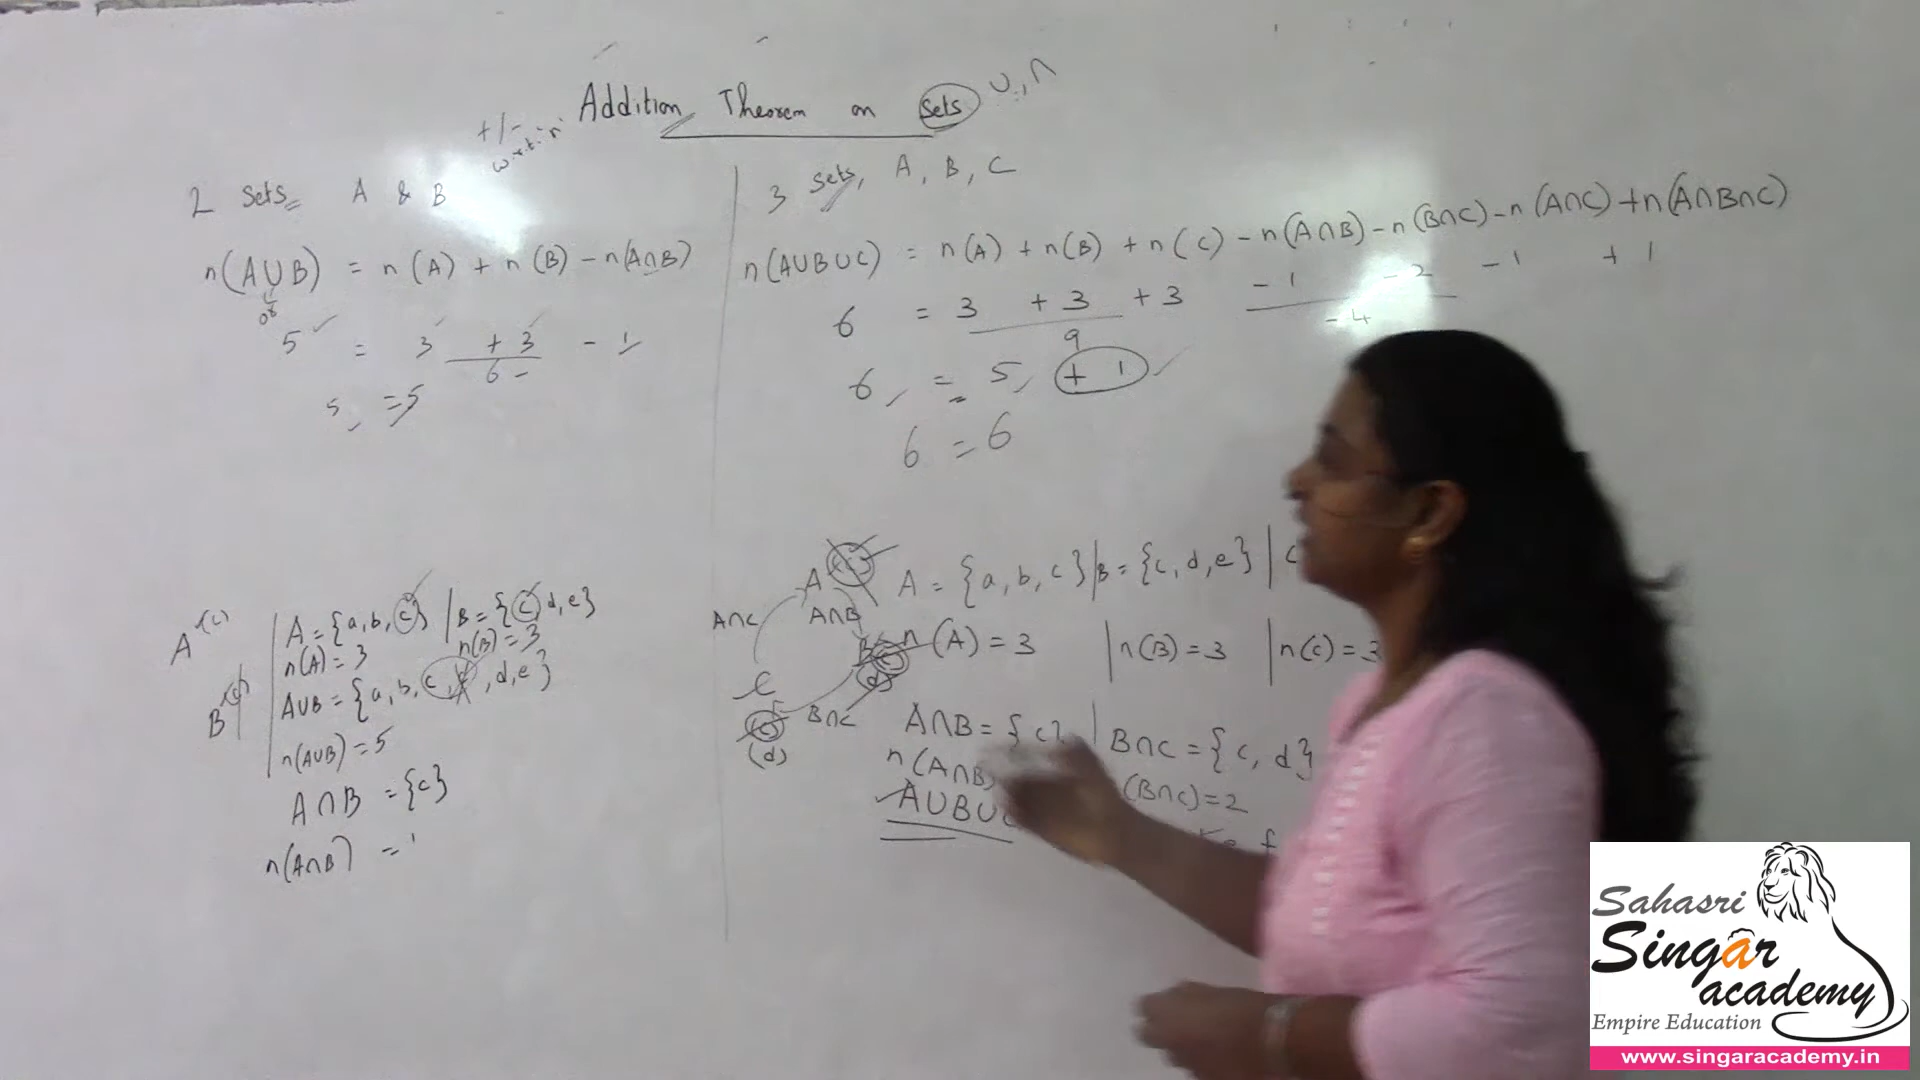 Addition Theorem on Sets ∪, ∩
+/-
w.r.t. 'n'
2 Sets A & B
n(A∪B) = n(A) + n(B) - n(A∩B)
or
5 = 3 + 3 - 1
6
5 = 5
3 Sets, A, B, C
n(A∪B∪C) = n(A) + n(B) + n(C) - n(A∩B) - n(B∩C) - n(A∩C) + n(A∩B∩C)
6 = 3 + 3 + 3 - 1 - 2 - 1 + 1
9 - 4
6 = 5 + 1
6 = 6
A (c)
B (c)
A = {a, b, c} | B = {c, d, e}
n(A) = 3 n(B) = 3
A∪B = {a, b, c, d, e}
n(A∪B) = 5
A∩B = {c}
n(A∩B) = 1
A
A∩C A∩B
B
(d)
C
B∩C
(c)
(d)
A = {a, b, c} | B = {c, d, e} | C
n(A) = 3 | n(B) = 3 | n(C) = 3
A∩B = {c} | B∩C = {c, d}
n(A∩B) (B∩C) = 2
A∪B∪C
Sahasri
Singar
academy
Empire Education
www.singaracademy.in